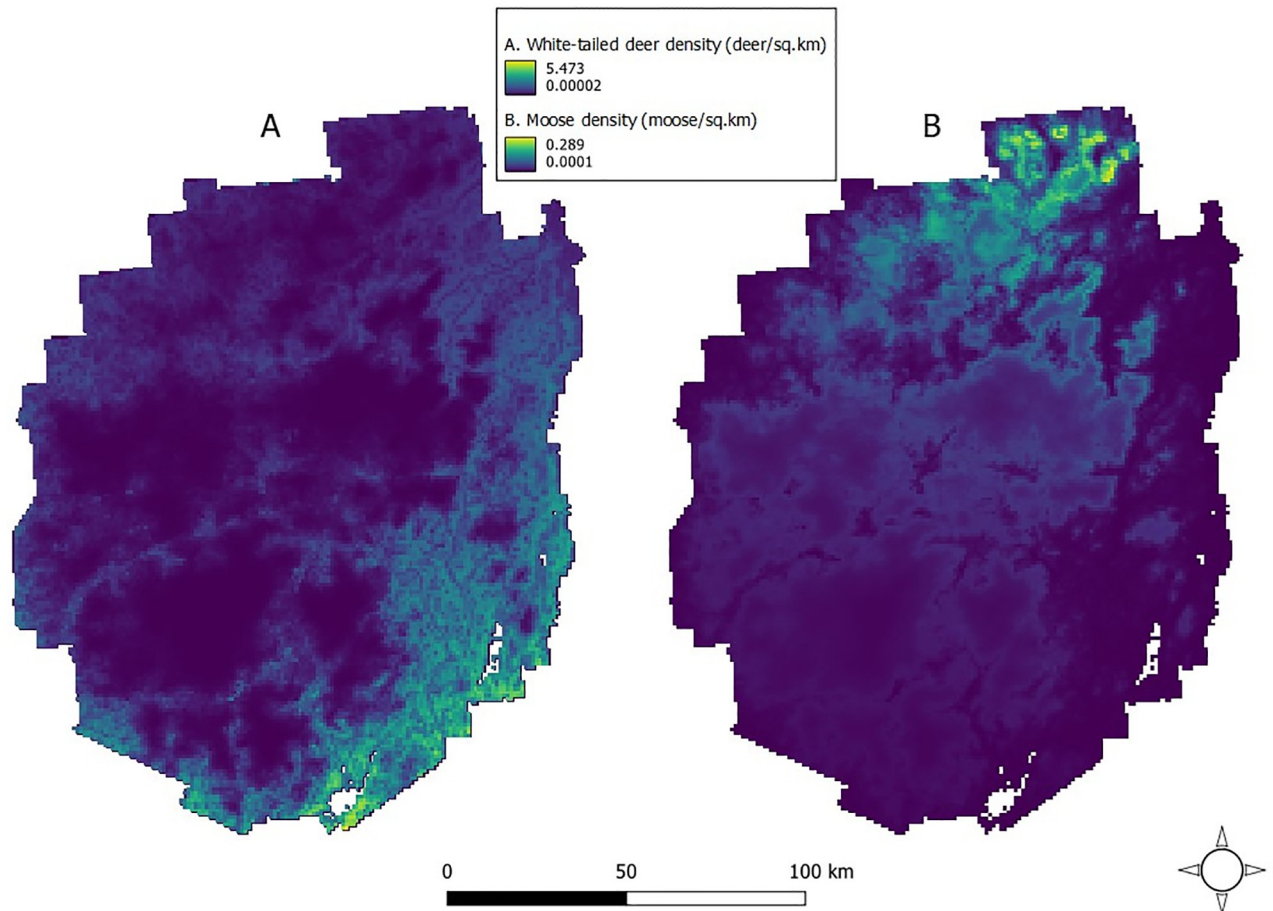 A. White-tailed deer density (deer/sq.km)
5.473
0.00002
B. Moose density (moose/sq.km)
0.289
0.0001
A
B
0 50 100 km